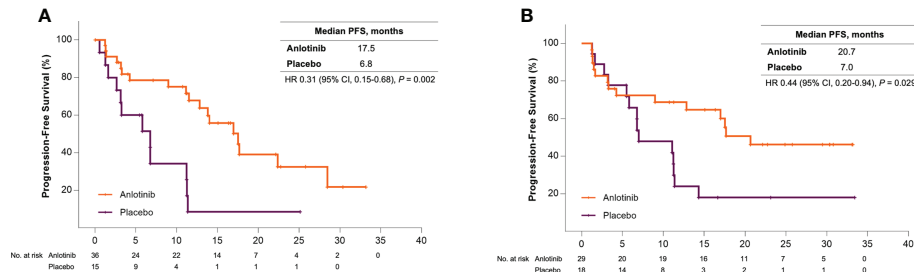 A
Median PFS, months
Anlotinib 17.5
Placebo 6.8
HR 0.31 (95% CI, 0.15-0.68), P = 0.002
Progression-Free Survival (%)
100
80
60
40
20
Anlotinib
Placebo
0 5 10 15 20 25 30 35 40
No. at risk Anlotinib 36 24 22 14 7 4 2 0
Placebo 15 9 4 1 1 1 0
B
Median PFS, months
Anlotinib 20.7
Placebo 7.0
HR 0.44 (95% CI, 0.20-0.94), P = 0.029
Progression-Free Survival (%)
100
80
60
40
20
Anlotinib
Placebo
0 5 10 15 20 25 30 35 40
No. at risk Anlotinib 29 20 19 16 11 7 5 0
Placebo 18 14 8 3 2 1 1 0